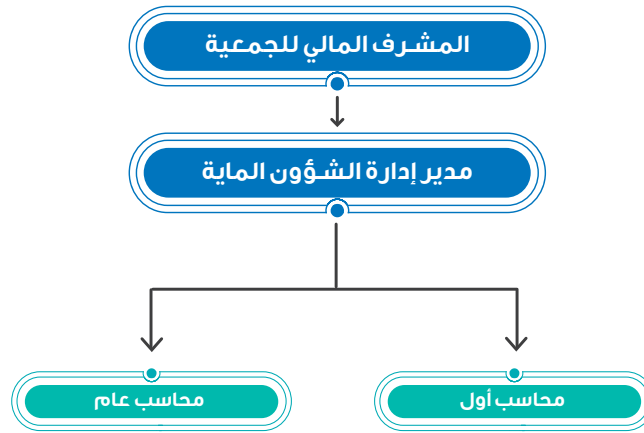 المشرف المالي للجمعية
مدير إدارة الشؤون الماية
محاسب أول
محاسب عام